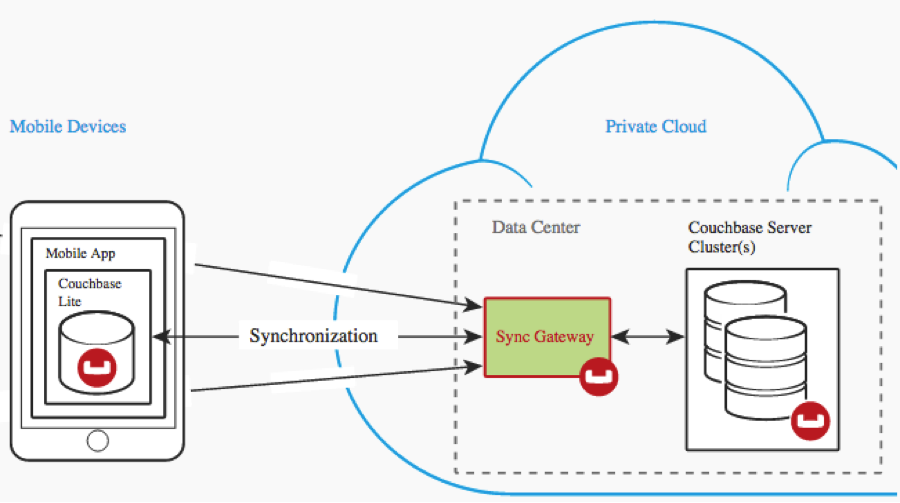 Mobile Devices
Private Cloud
Data Center
Couchbase Server
Cluster(s)
Mobile App
Couchbase
Lite
Synchronization
Sync Gateway